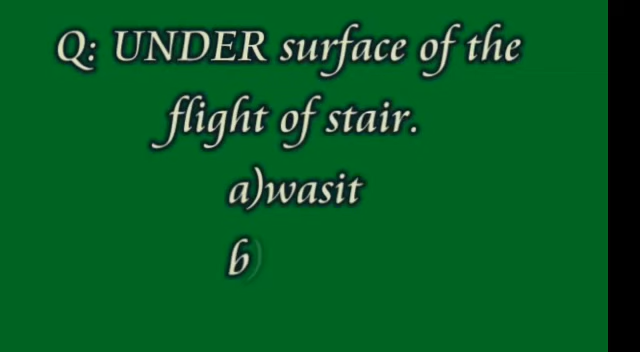 Q: UNDER surface of the
flight of stair.
a)wasit
b)